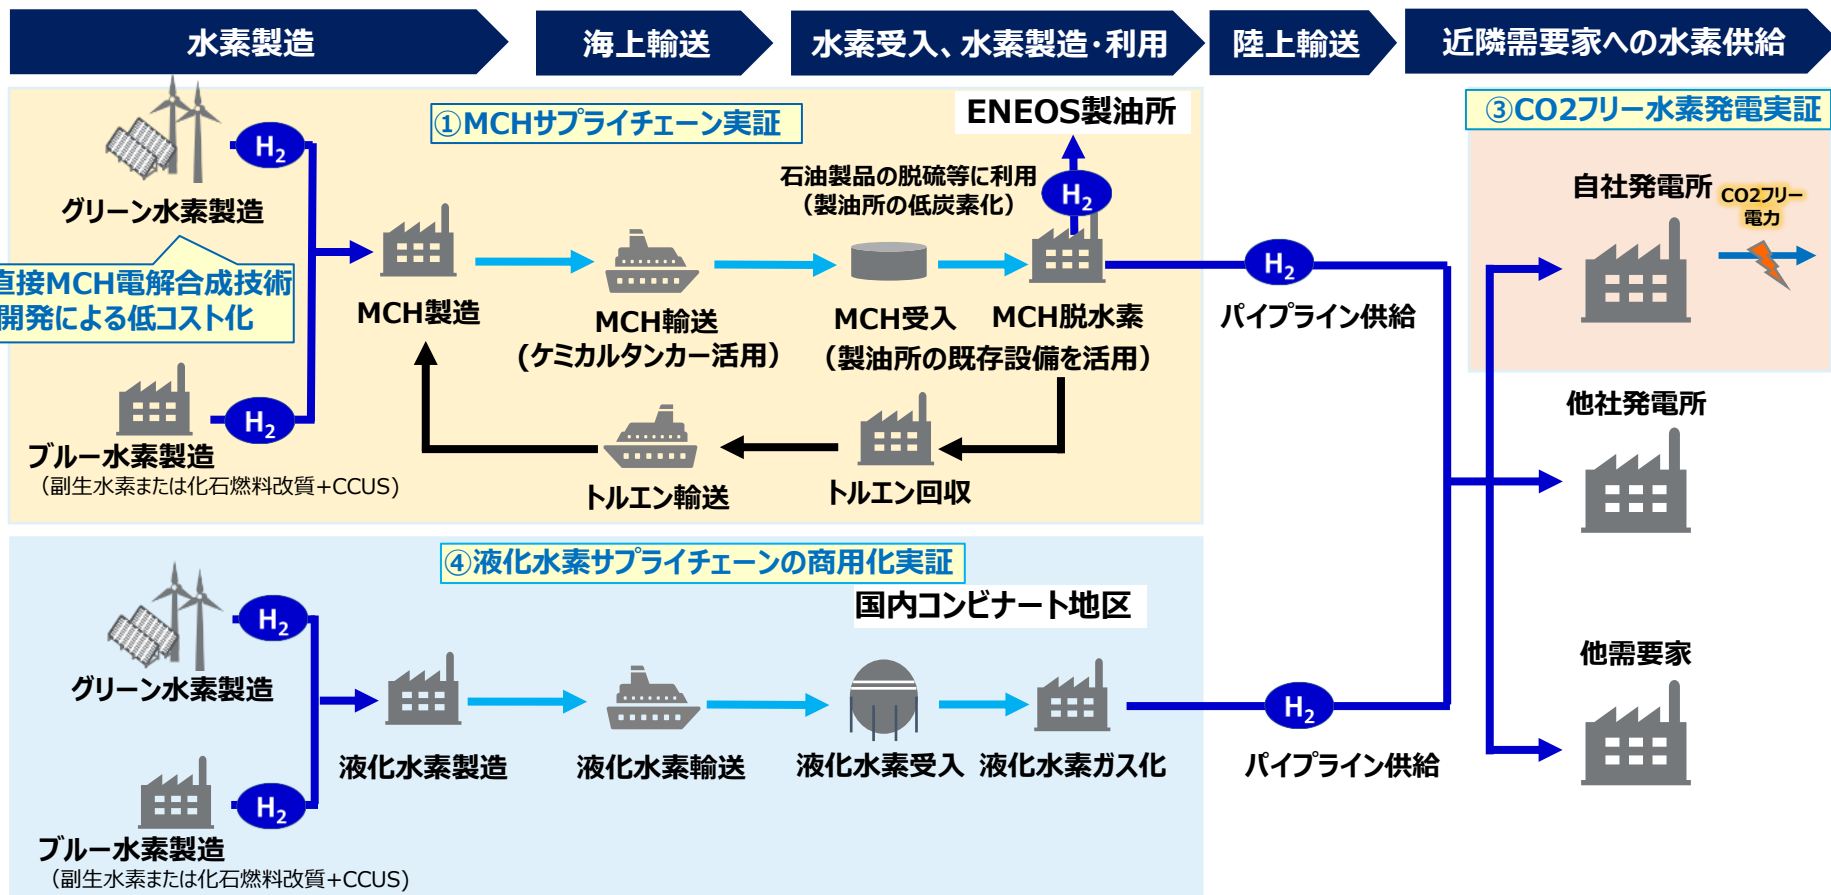 水素製造
海上輸送
水素受入、水素製造・利用
陸上輸送
近隣需要家への水素供給
①MCHサプライチェーン実証
ENEOS製油所
③CO2フリー水素発電実証
H2
グリーン水素製造
直接MCH電解合成技術
開発による低コスト化
石油製品の脱硫等に利用
（製油所の低炭素化）
H2
MCH製造
MCH輸送
(ケミカルタンカー活用）
MCH受入
MCH脱水素
（製油所の既存設備を活用）
H2
パイプライン供給
自社発電所
CO2フリー
電力
H2
ブルー水素製造
（副生水素または化石燃料改質+CCUS)
トルエン輸送
トルエン回収
他社発電所
④液化水素サプライチェーンの商用化実証
国内コンビナート地区
H2
グリーン水素製造
液化水素製造
液化水素輸送
液化水素受入
液化水素ガス化
H2
パイプライン供給
他需要家
H2
ブルー水素製造
（副生水素または化石燃料改質+CCUS)